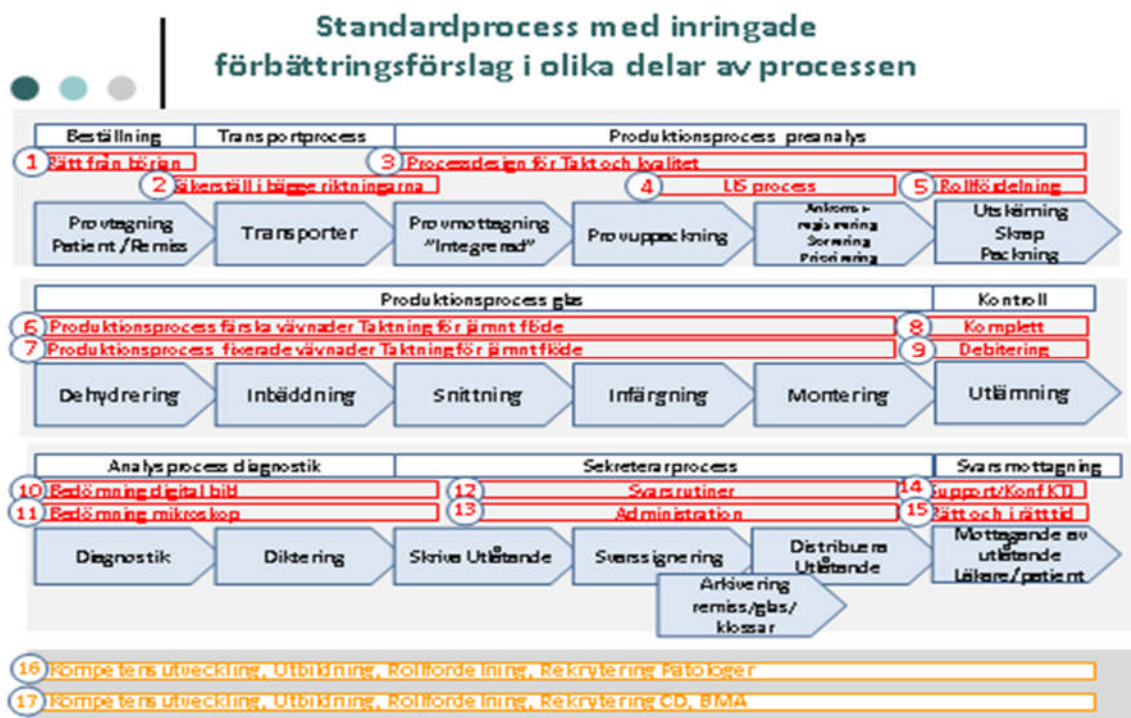 Standardprocess med inringade
förbättringsförslag i olika delar av processen
Beställning
Transportprocess
Produktionsprocess preanalys
1 Rätt från början
3 Processdesign för Takt och kvalitet
2 Säkerställ i bägge riktningarna
4 LIS process
5 Rollfördelning
Provtagning
Patient /Remiss
Transporter
Provmottagning
"Integrerad"
Provuppackning
Ankomst-
registrering
Sortering
Priorivering
Utskärning
Skrap
Packning
Produktionsprocess glas
Kontroll
6 Produktionsprocess färska vävnader Taktning för jämnt flöde
8 Komplett
7 Produktionsprocess fixerade vävnader Taktning för jämnt flöde
9 Debitering
Dehydrering
Inbäddning
Snittning
Infärgning
Montering
Utlämning
Analysprocess diagnostik
Sekreterarprocess
Svarsmottagning
10 Bedömning digital bild
12 Svarsrutiner
14 Support/Konf KTJ
11 Bedömning mikroskop
13 Administration
15 Rätt och i rätt tid
Diagnostik
Diktering
Skriva Utlåtande
Svarssignering
Distribuera
Utlåtande
Mottagande av
utlåtande
Läkare/patient
Arkivering
remiss/glas/
klossar
16 Kompetensutveckling, Utbildning, Rollfördelning, Rekrytering Patologer
17 Kompetensutveckling, Utbildning, Rollfördelning, Rekrytering CD, BMA